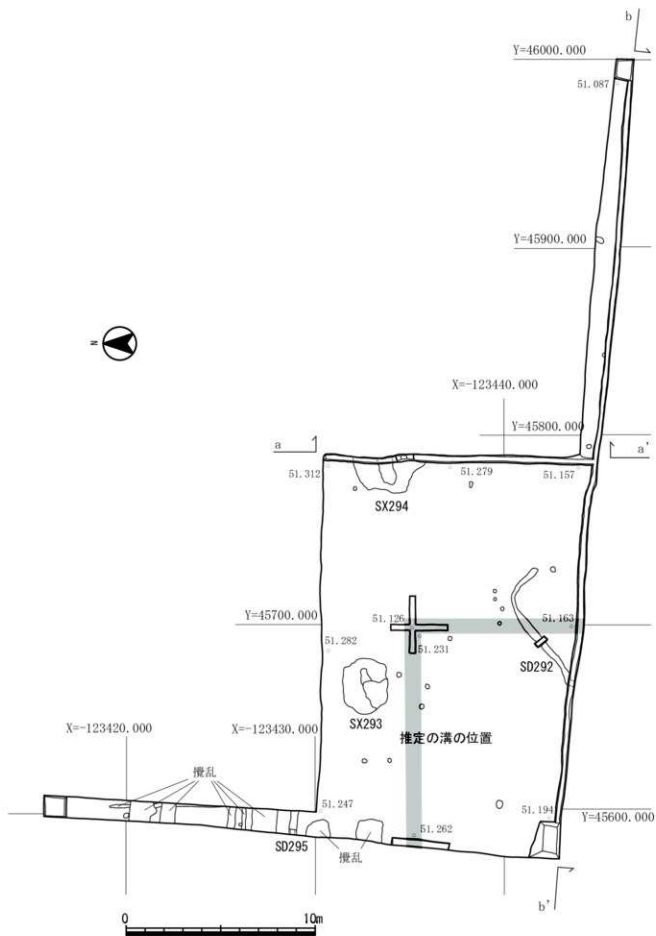 b
Y=46000.000
51.087
Y=45900.000
N
X=-123440.000
Y=45800.000
a
a'
51.312
51.279
51.157
SX294
Y=45700.000
51.126
51.163
51.231
51.282
SD292
SX293
X=-123420.000
X=-123430.000
推定の溝の位置
攪乱
51.247
51.194
Y=45600.000
51.262
SD295
攪乱
b'
0
10m